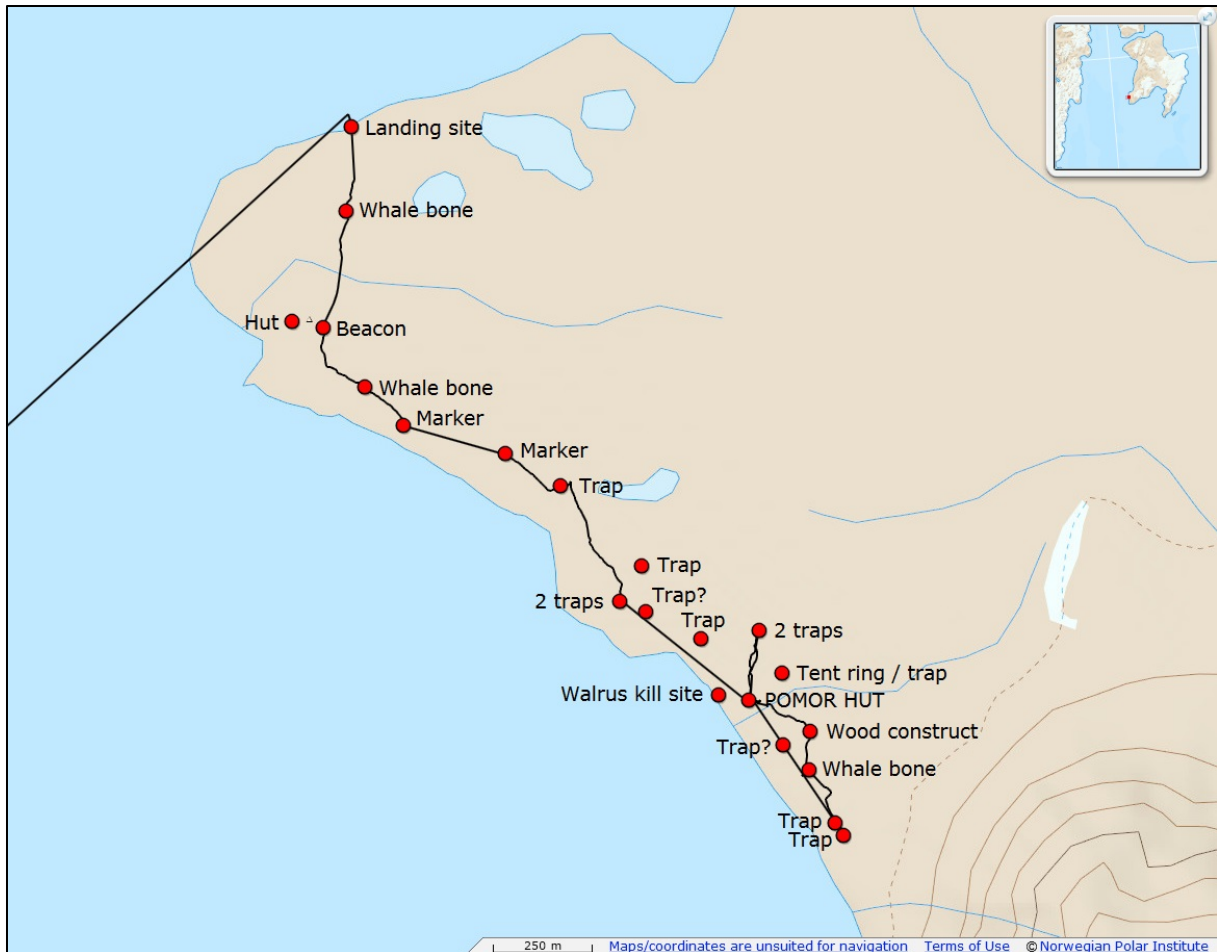 Landing site
Whale bone
Hut
Beacon
Whale bone
Marker
Marker
Trap
Trap
2 traps
Trap?
Trap
2 traps
Tent ring / trap
Walrus kill site
POMOR HUT
Wood construct
Trap?
Whale bone
Trap
Trap
250 m
Maps/coordinates are unsuited for navigation Terms of Use © Norwegian Polar Institute